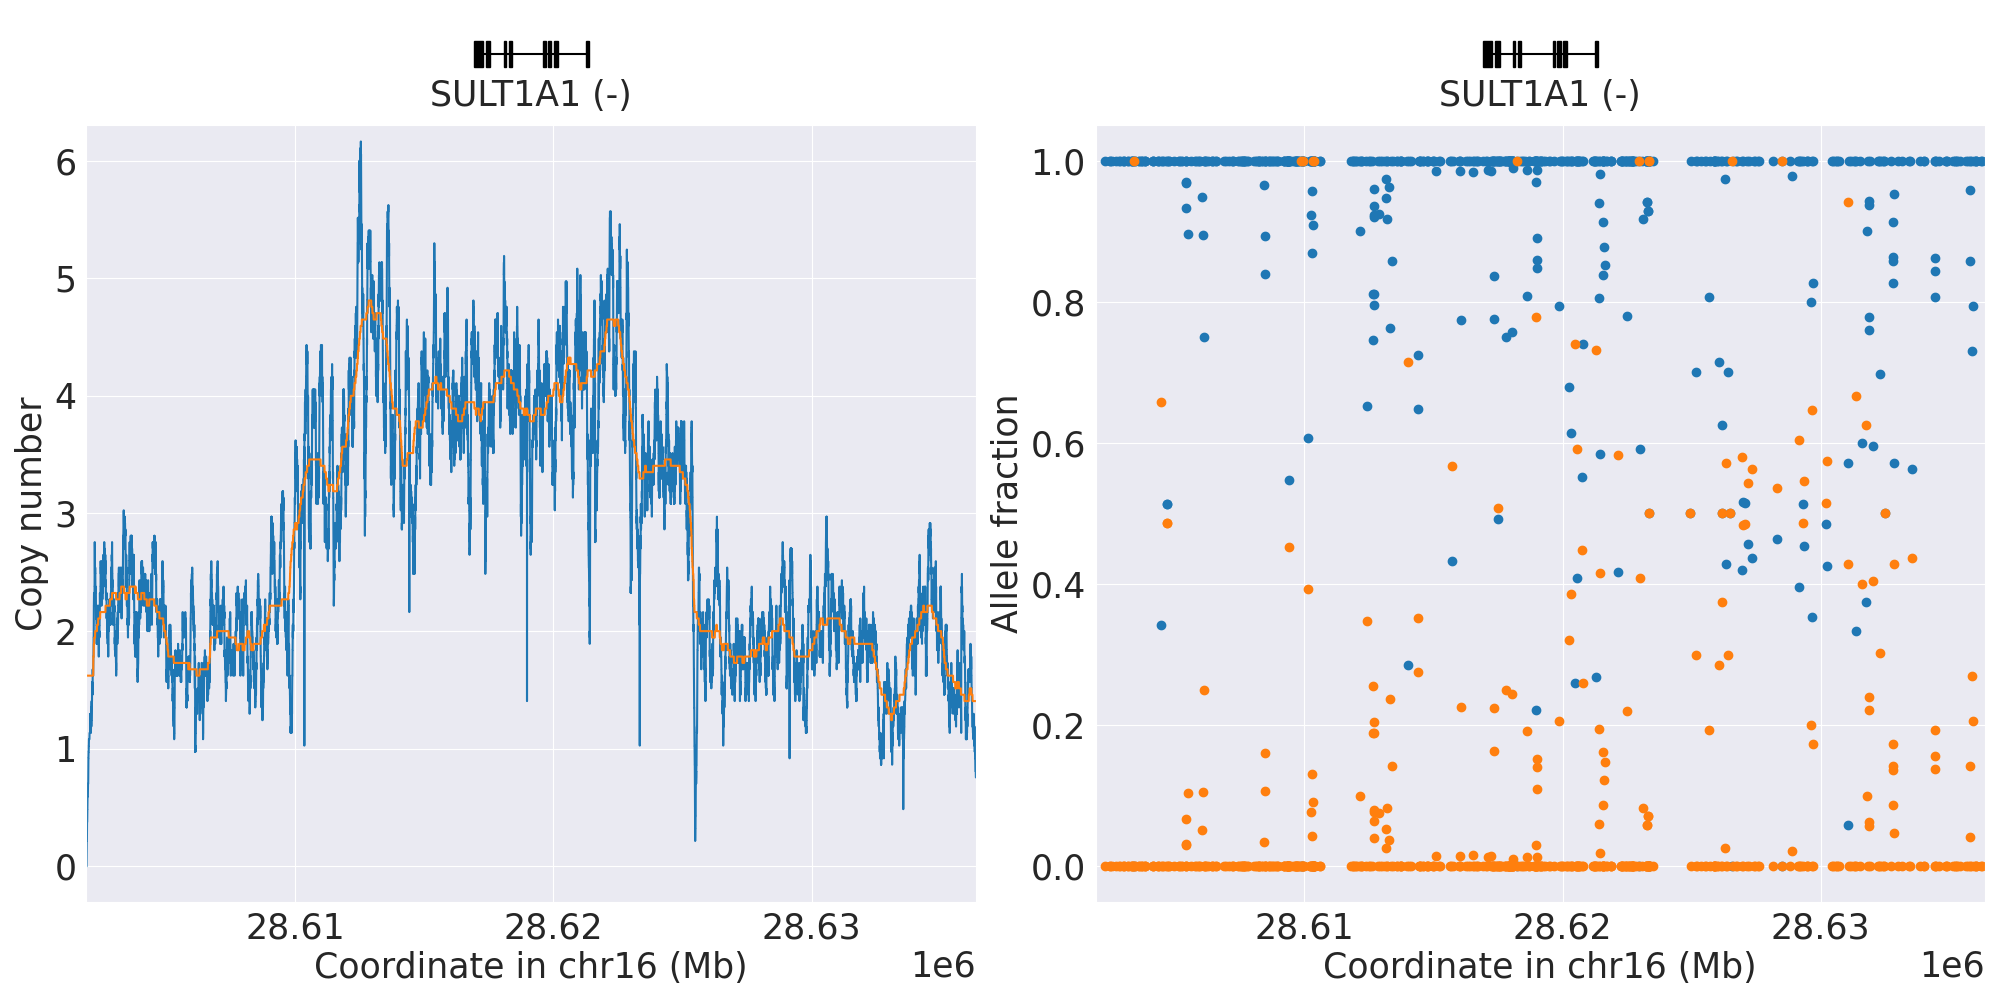 SULT1A1 (-)
Copy number
6
5
4
3
2
1
0
28.61
28.62
28.63
Coordinate in chr16 (Mb)
1e6
SULT1A1 (-)
Allele fraction
1.0
0.8
0.6
0.4
0.2
0.0
28.61
28.62
28.63
Coordinate in chr16 (Mb)
1e6